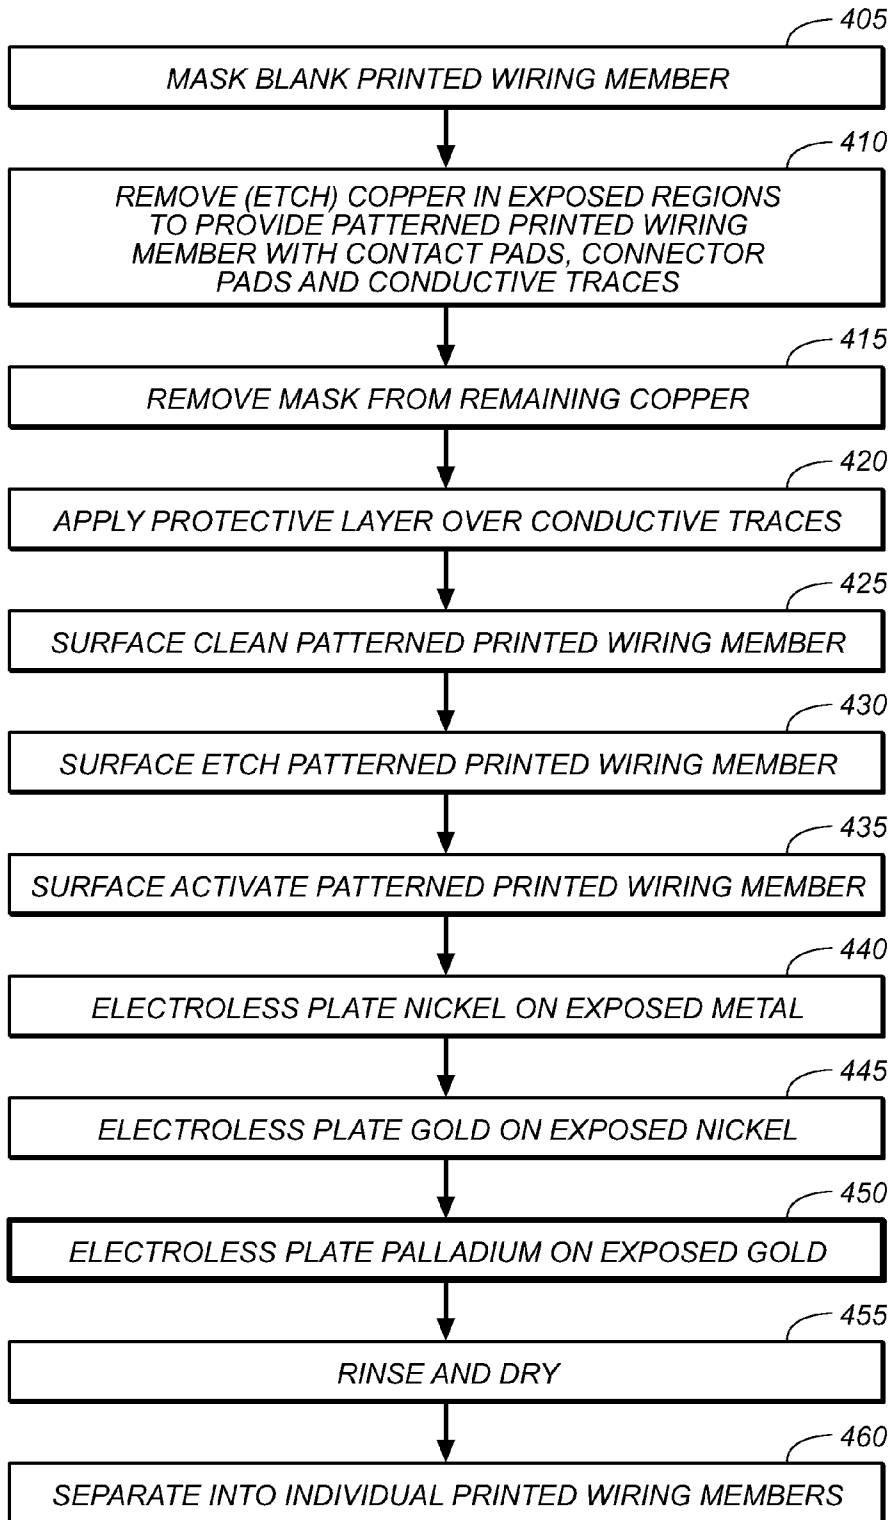 405
MASK BLANK PRINTED WIRING MEMBER
410
REMOVE (ETCH) COPPER IN EXPOSED REGIONS
TO PROVIDE PATTERNED PRINTED WIRING
MEMBER WITH CONTACT PADS, CONNECTOR
PADS AND CONDUCTIVE TRACES
415
REMOVE MASK FROM REMAINING COPPER
420
APPLY PROTECTIVE LAYER OVER CONDUCTIVE TRACES
425
SURFACE CLEAN PATTERNED PRINTED WIRING MEMBER
430
SURFACE ETCH PATTERNED PRINTED WIRING MEMBER
435
SURFACE ACTIVATE PATTERNED PRINTED WIRING MEMBER
440
ELECTROLESS PLATE NICKEL ON EXPOSED METAL
445
ELECTROLESS PLATE GOLD ON EXPOSED NICKEL
450
ELECTROLESS PLATE PALLADIUM ON EXPOSED GOLD
455
RINSE AND DRY
460
SEPARATE INTO INDIVIDUAL PRINTED WIRING MEMBERS